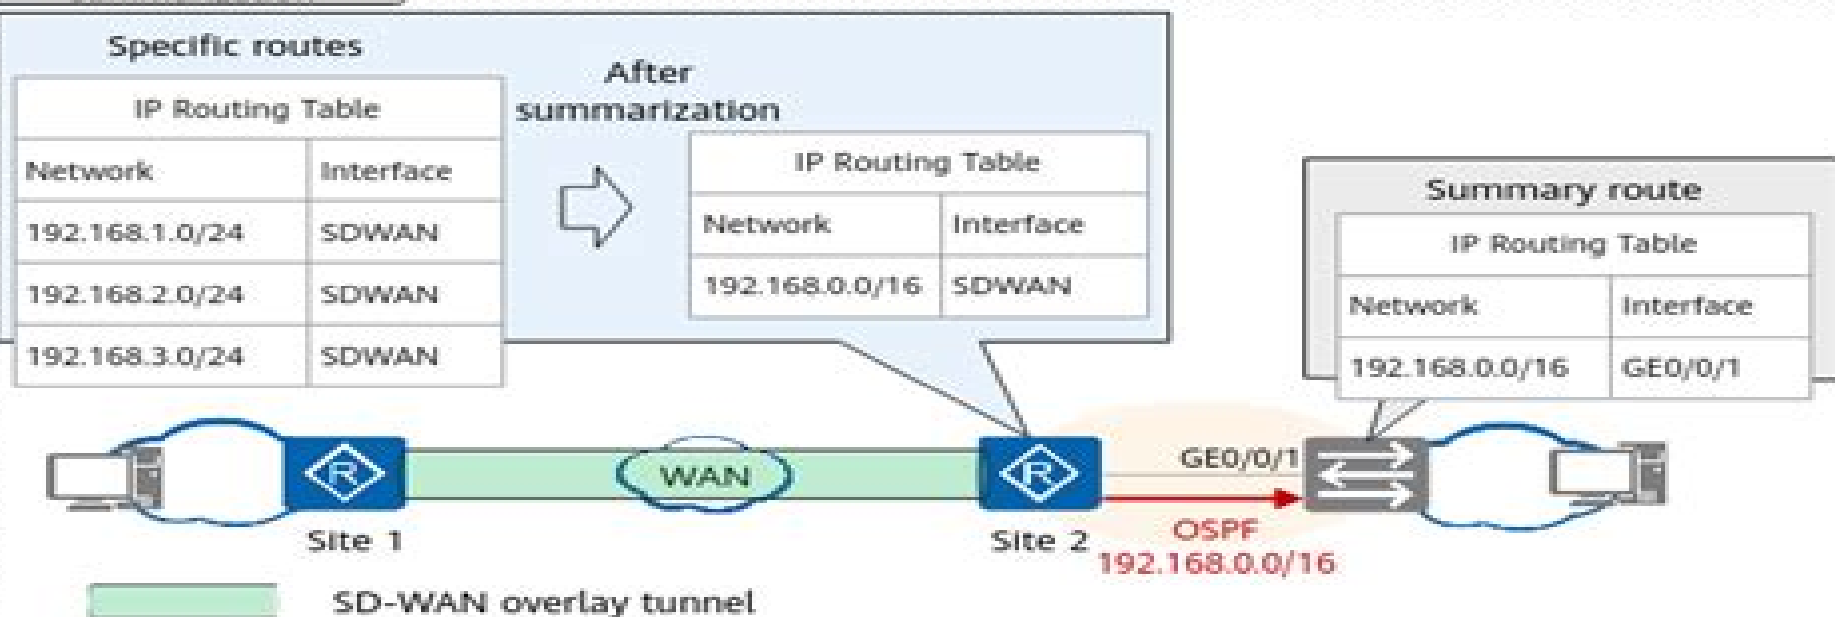 Specific routes
IP Routing Table
Network Interface
192.168.1.0/24 SDWAN
192.168.2.0/24 SDWAN
192.168.3.0/24 SDWAN
After
summarization
IP Routing Table
Network Interface
192.168.0.0/16 SDWAN
Summary route
IP Routing Table
Network Interface
192.168.0.0/16 GE0/0/1
R
Site 1
WAN
R
Site 2
GE0/0/1
OSPF
192.168.0.0/16
SD-WAN overlay tunnel